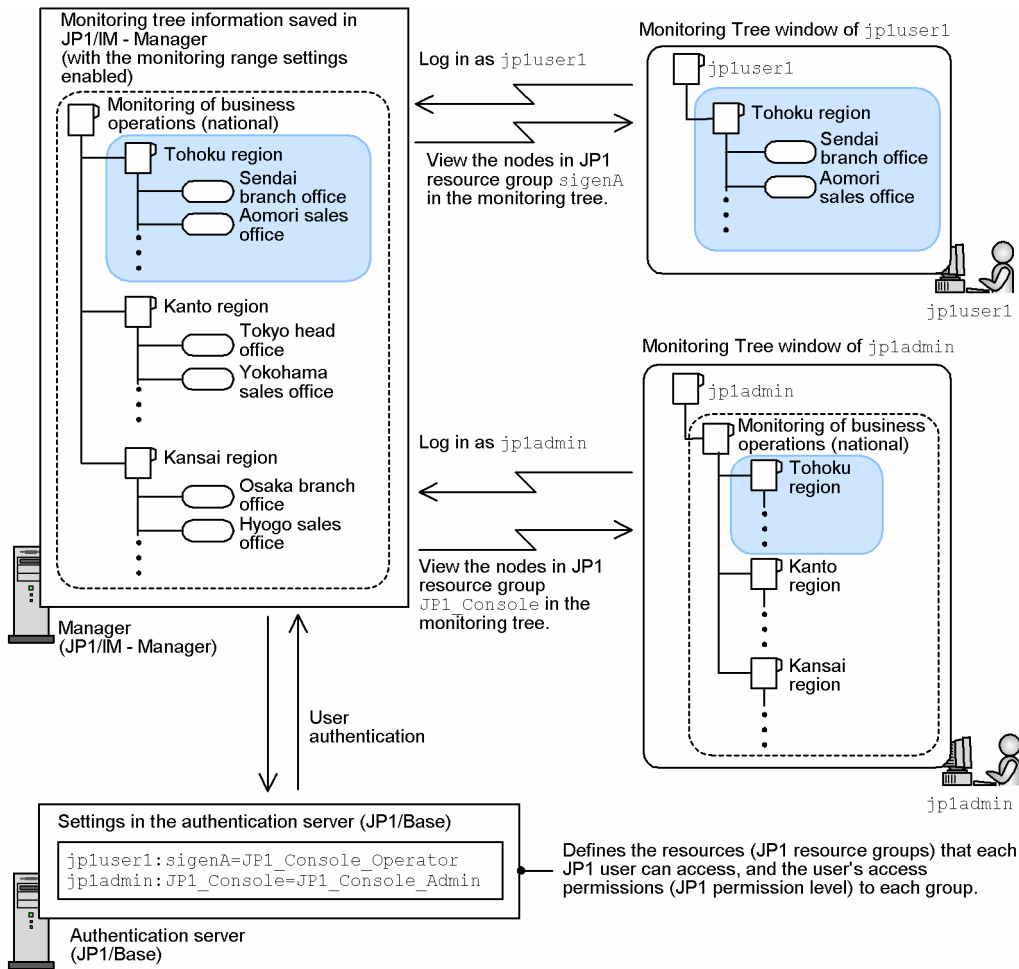 Monitoring tree information saved in
JP1/IM - Manager
(with the monitoring range settings
enabled)
Monitoring of business
operations (national)
Tohoku region
Sendai
branch office
Aomori sales
office
Kanto region
Tokyo head
office
Yokohama
sales office
Kansai region
Osaka branch
office
Hyogo sales
office
Manager
(JP1/IM - Manager)
Log in as jp1user1
View the nodes in JP1
resource group sigenA
in the monitoring tree.
Monitoring Tree window of jp1user1
jp1user1
Tohoku region
Sendai
branch office
Aomori
sales office
jp1user1
Log in as jp1admin
View the nodes in JP1
resource group
JP1_Console in the
monitoring tree.
Monitoring Tree window of jp1admin
jp1admin
Monitoring of business
operations (national)
Tohoku
region
Kanto
region
Kansai
region
jp1admin
User
authentication
Settings in the authentication server (JP1/Base)
jp1user1:sigenA=JP1_Console_Operator
jp1admin:JP1_Console=JP1_Console_Admin
Defines the resources (JP1 resource groups) that each
JP1 user can access, and the user's access
permissions (JP1 permission level) to each group.
Authentication server
(JP1/Base)